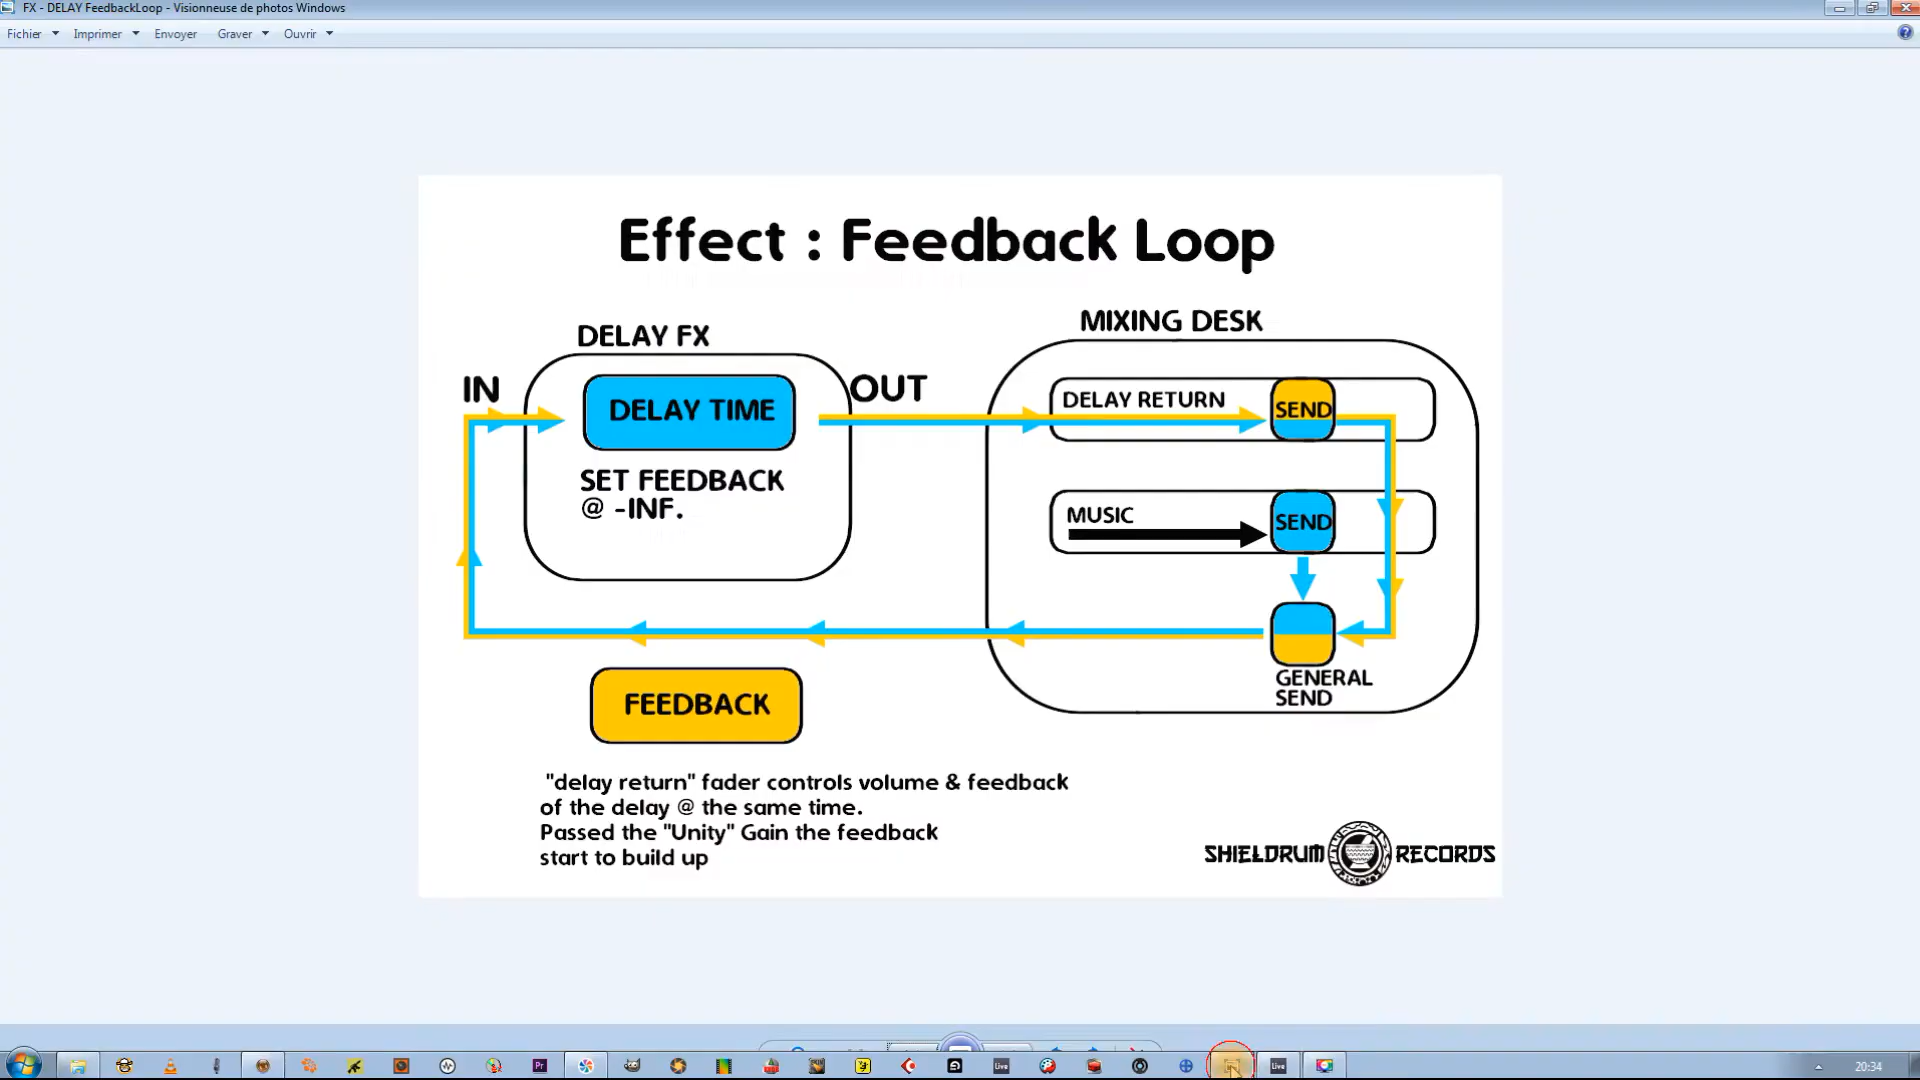 FX - DELAY FeedbackLoop - Visionneuse de photos Windows
Fichier Imprimer Envoyer Graver Ouvrir
Effect : Feedback Loop
DELAY FX
MIXING DESK
IN
OUT
DELAY TIME
DELAY RETURN
SEND
SET FEEDBACK
@ -INF.
MUSIC
SEND
GENERAL
SEND
FEEDBACK
"delay return" fader controls volume & feedback
of the delay @ the same time.
Passed the "Unity" Gain the feedback
start to build up
SHIELDRUM RECORDS
Pr
Live
Live
20:34